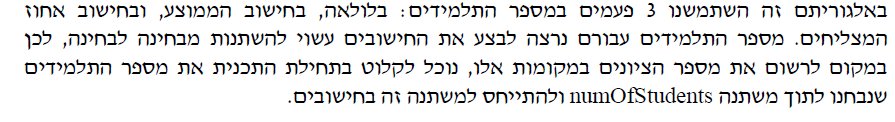 באלגוריתם זה השתמשנו 3 פעמים במספר התלמידים: בלולאה, בחישוב הממוצע, ובחישוב אחוז
המצליחים. מספר התלמידים עבורם נרצה לבצע את החישובים עשוי להשתנות מבחינה לבחינה, לכן
במקום לרשום את מספר הציונים במקומות אלו, נוכל לקלוט בתחילת התכנית את מספר התלמידים
שנבחנו לתוך משתנה numOfStudents ולהתייחס למשתנה זה בחישובים.